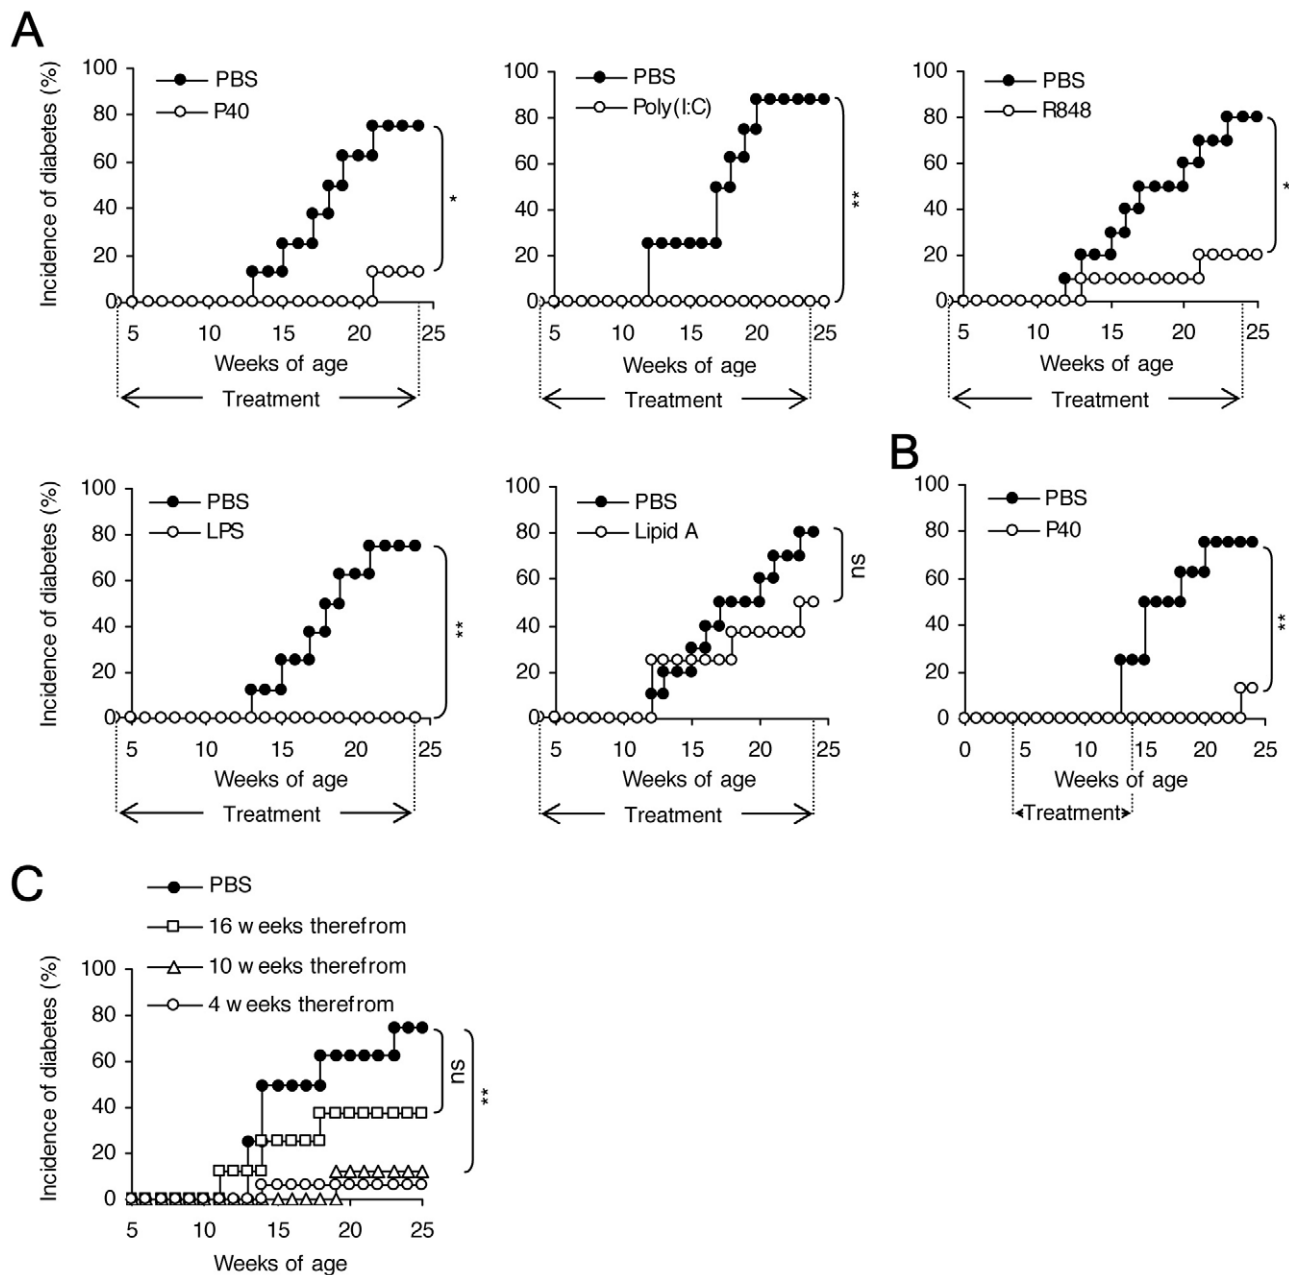 A
Incidence of diabetes (%)
100
80
60
40
20
0
PBS
P40
*
5 10 15 20 25
Weeks of age
Treatment
100
80
60
40
20
0
PBS
Poly(I:C)
**
5 10 15 20 25
Weeks of age
Treatment
100
80
60
40
20
0
PBS
R848
*
5 10 15 20 25
Weeks of age
Treatment
Incidence of diabetes (%)
100
80
60
40
20
0
PBS
LPS
**
5 10 15 20 25
Weeks of age
Treatment
100
80
60
40
20
0
PBS
Lipid A
ns
5 10 15 20 25
Weeks of age
Treatment
B
100
80
60
40
20
0
PBS
P40
**
0 5 10 15 20 25
Weeks of age
Treatment
C
PBS
16 weeks therefrom
10 weeks therefrom
4 weeks therefrom
Incidence of diabetes (%)
100
80
60
40
20
0
ns
**
5 10 15 20 25
Weeks of age